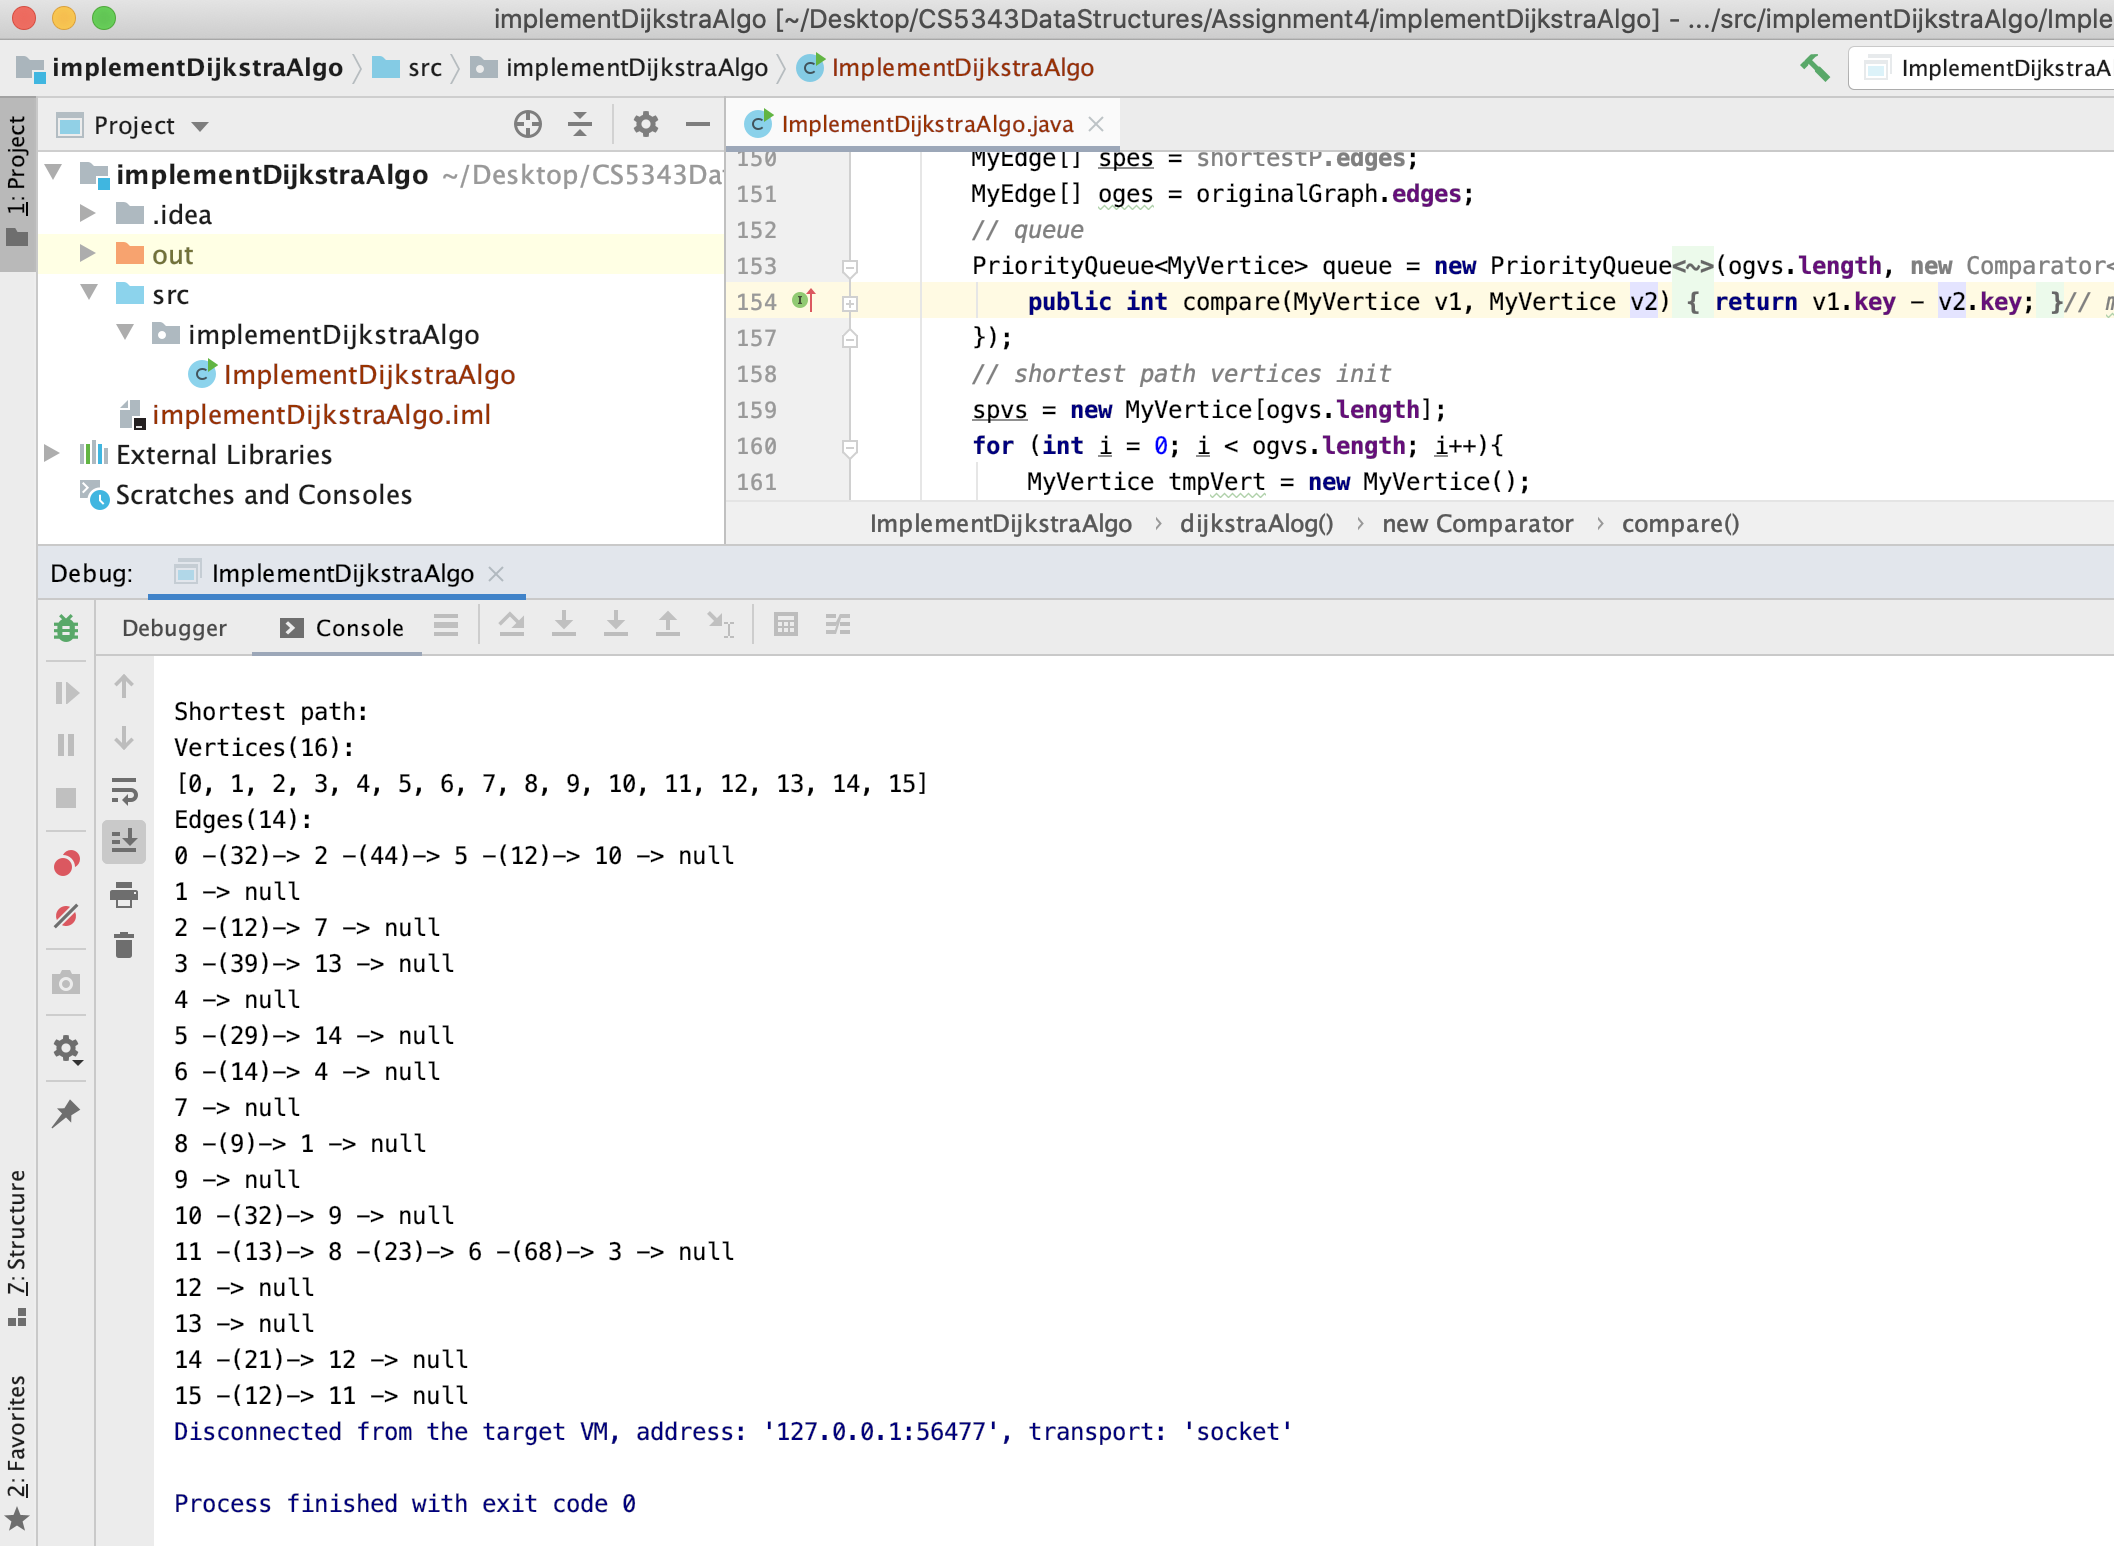 implementDijkstraAlgo [~/Desktop/CS5343DataStructures/Assignment4/implementDijkstraAlgo] - .../src/implementDijkstraAlgo/Imple
implementDijkstraAlgo src implementDijkstraAlgo ImplementDijkstraAlgo ImplementDijkstraA
1: Project
Project
implementDijkstraAlgo ~/Desktop/CS5343Da
.idea
out
src
implementDijkstraAlgo
ImplementDijkstraAlgo
implementDijkstraAlgo.iml
External Libraries
Scratches and Consoles
ImplementDijkstraAlgo.java
150 MyEdge[] spes = shortestP.edges;
151 MyEdge[] oges = originalGraph.edges;
152 // queue
153 PriorityQueue<MyVertice> queue = new PriorityQueue<~>(ogvs.length, new Comparator<
154 public int compare(MyVertice v1, MyVertice v2) { return v1.key - v2.key; }// m
157 });
158 // shortest path vertices init
159 spvs = new MyVertice[ogvs.length];
160 for (int i = 0; i < ogvs.length; i++){
161 MyVertice tmpVert = new MyVertice();
ImplementDijkstraAlgo › dijkstraAlog() › new Comparator › compare()
Debug: ImplementDijkstraAlgo
Debugger Console
Shortest path:
Vertices(16):
[0, 1, 2, 3, 4, 5, 6, 7, 8, 9, 10, 11, 12, 13, 14, 15]
Edges(14):
0 -(32)-> 2 -(44)-> 5 -(12)-> 10 -> null
1 -> null
2 -(12)-> 7 -> null
3 -(39)-> 13 -> null
4 -> null
5 -(29)-> 14 -> null
6 -(14)-> 4 -> null
7 -> null
8 -(9)-> 1 -> null
9 -> null
10 -(32)-> 9 -> null
11 -(13)-> 8 -(23)-> 6 -(68)-> 3 -> null
12 -> null
13 -> null
14 -(21)-> 12 -> null
15 -(12)-> 11 -> null
Disconnected from the target VM, address: '127.0.0.1:56477', transport: 'socket'
Process finished with exit code 0
7: Structure
2: Favorites